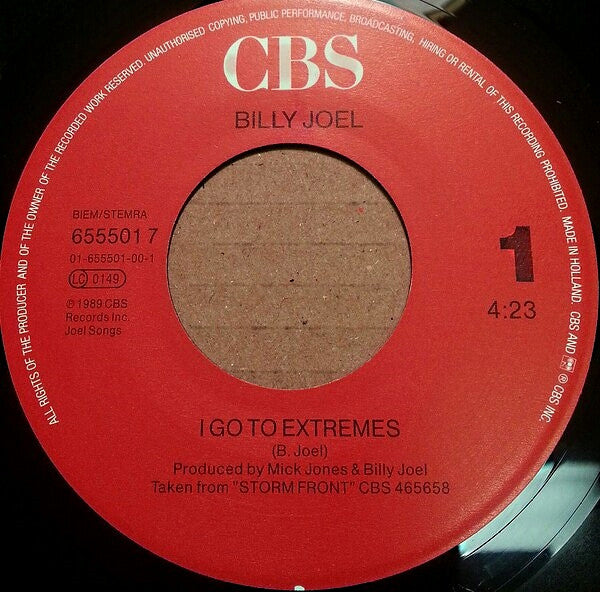 ALL RIGHTS OF THE PRODUCER AND OF THE OWNER OF THE RECORDED WORK RESERVED. UNAUTHORISED COPYING, PUBLIC PERFORMANCE, BROADCASTING, HIRING OR RENTAL OF THIS RECORDING PROHIBITED. MADE IN HOLLAND. CBS AND ℗ CBS INC.
CBS
BILLY JOEL
BIEM/STEMRA
655501 7
01-655501-00-1
LC 0149
℗ 1989 CBS
Records Inc.
Joel Songs
1
4:23
I GO TO EXTREMES
(B. Joel)
Produced by Mick Jones & Billy Joel
Taken from "STORM FRONT" CBS 465658